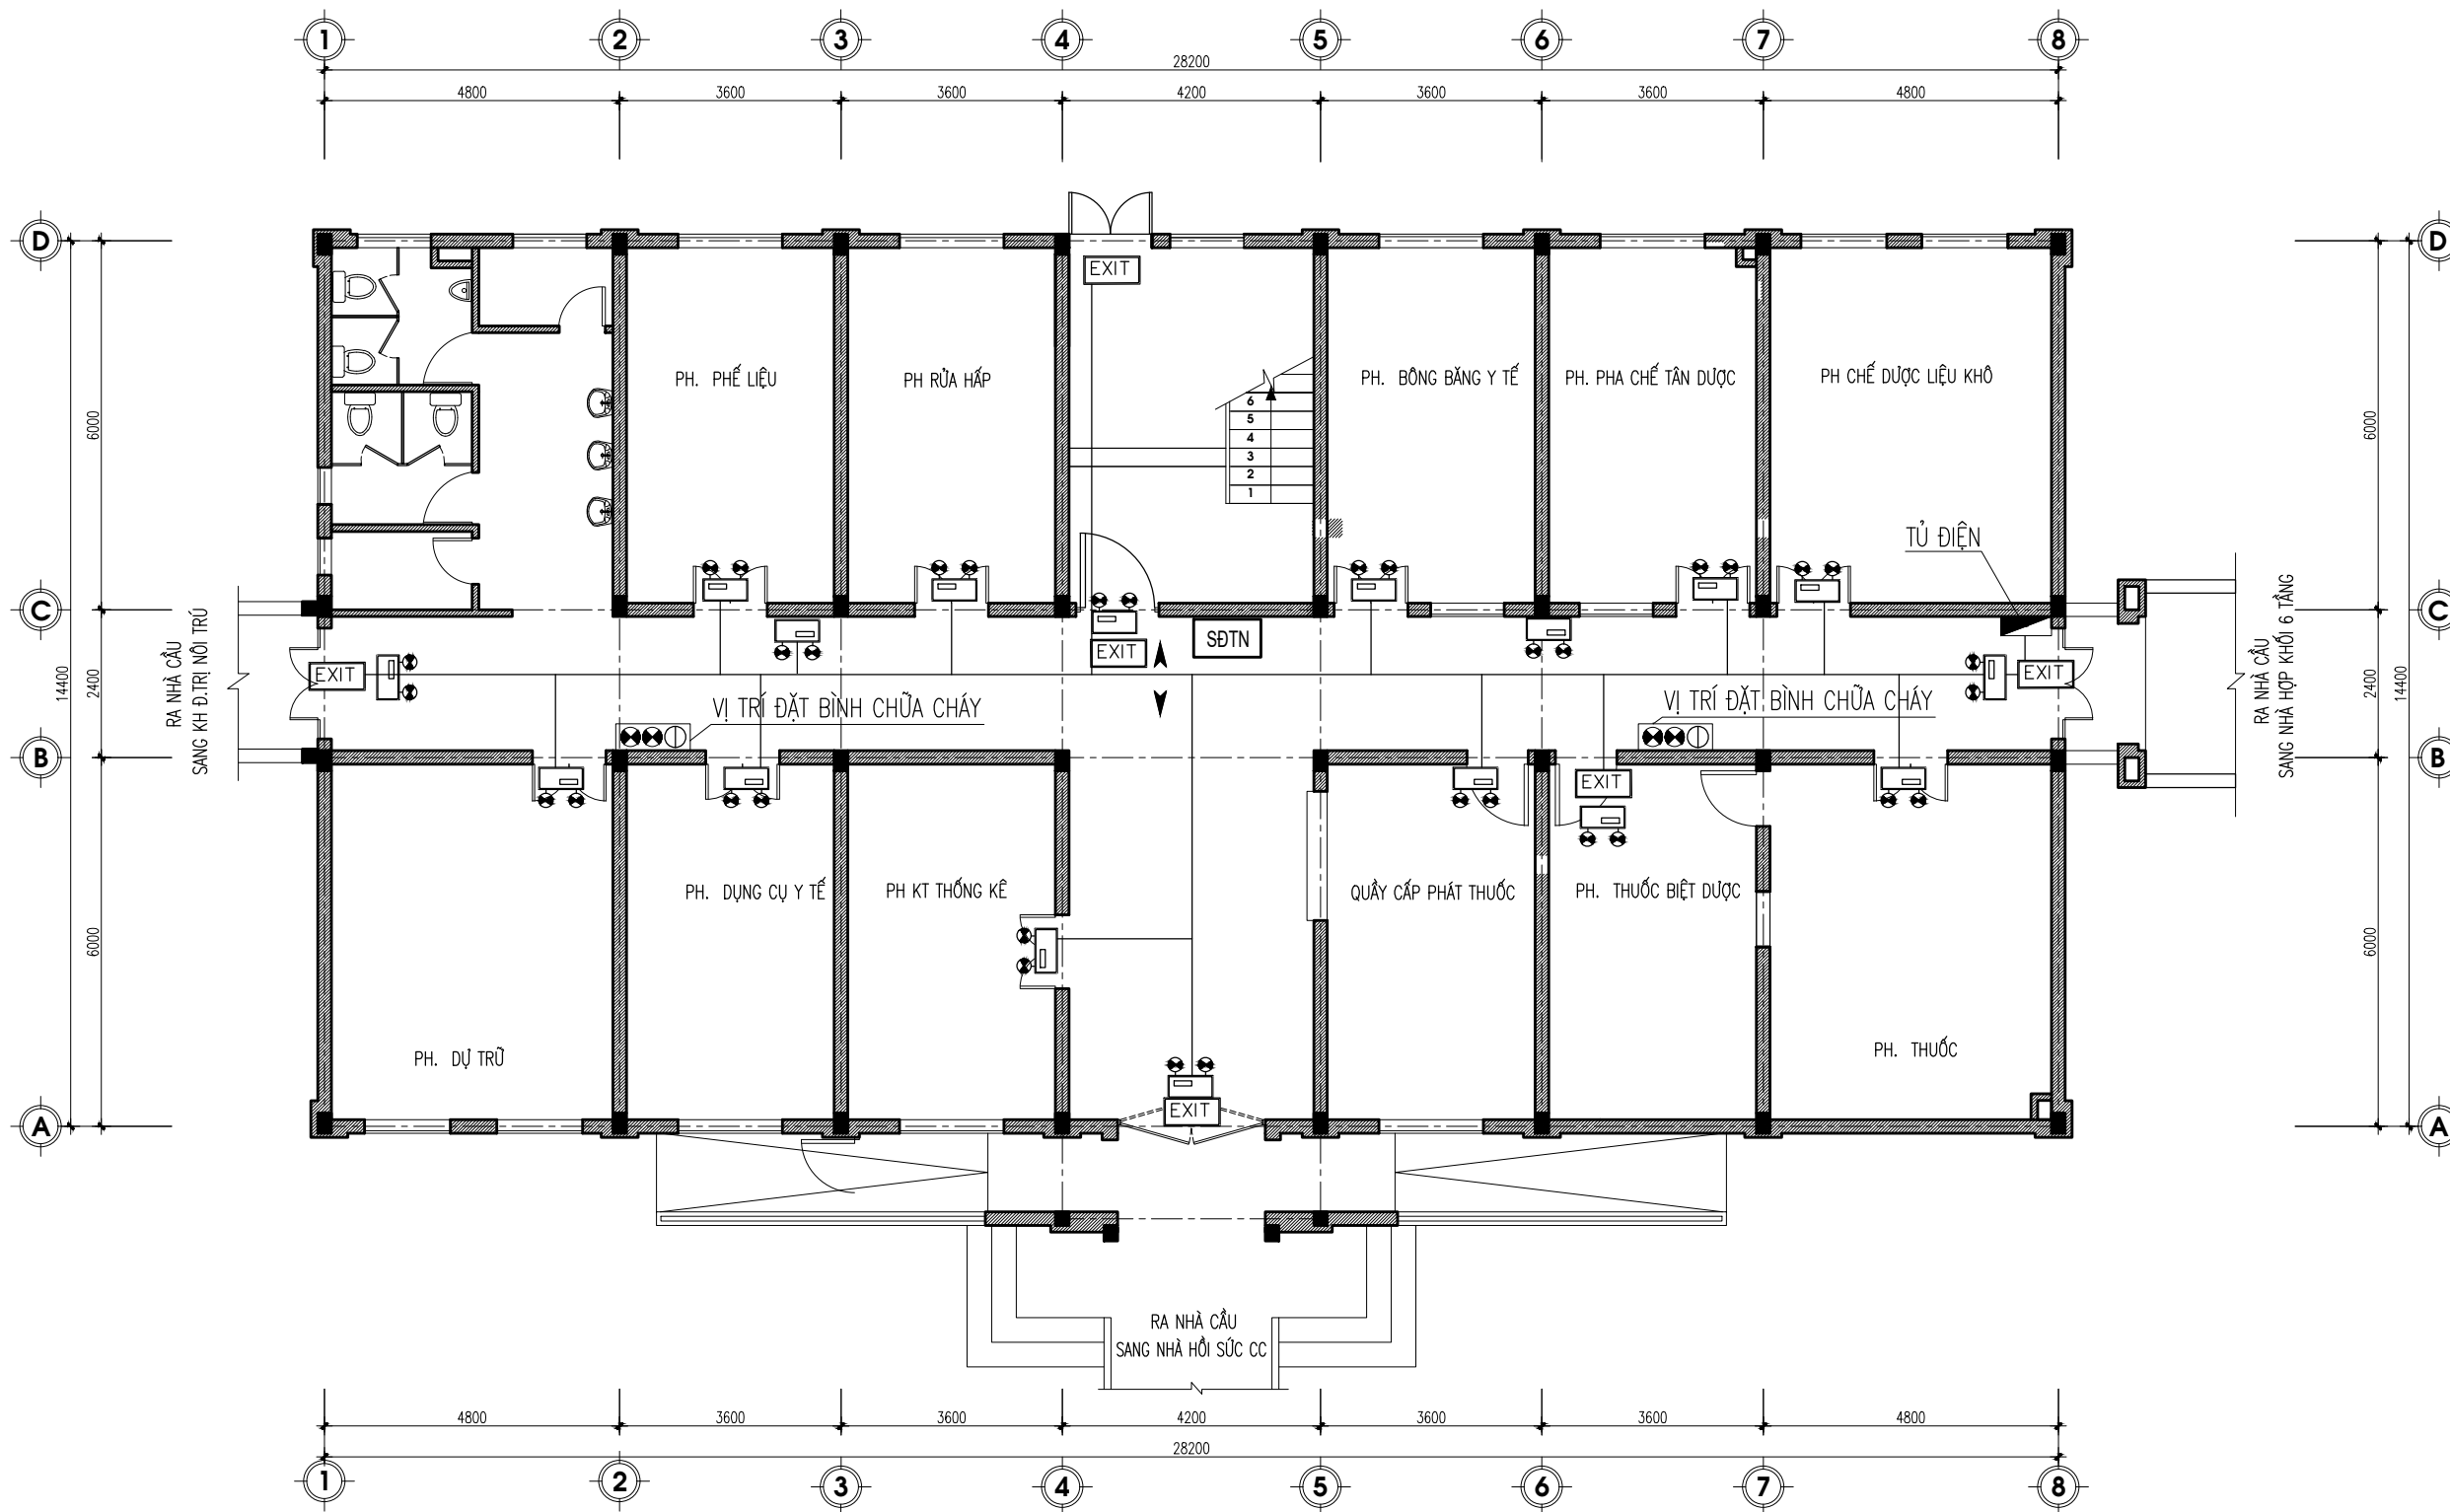 1 2 3 4 5 6 7 8
28200
4800 3600 3600 4200 3600 3600 4800
D D
EXIT
PH. PHẾ LIỆU
PH RỬA HẤP
PH. BÔNG BĂNG Y TẾ
PH. PHA CHẾ TÂN DƯỢC
PH CHẾ DƯỢC LIỆU KHÔ
6
5
4
3
2
1
6000 6000
TỦ ĐIỆN
C C
SĐTN
EXIT
EXIT
EXIT
RA NHÀ CẦU
SANG KH Đ.TRỊ NỘI TRÚ
RA NHÀ CẦU
SANG NHÀ HỢP KHỐI 6 TẦNG
14400 2400 2400 14400
VỊ TRÍ ĐẶT BÌNH CHỮA CHÁY
VỊ TRÍ ĐẶT BÌNH CHỮA CHÁY
B B
EXIT
PH. DỤNG CỤ Y TẾ
PH KT THỐNG KÊ
QUẦY CẤP PHÁT THUỐC
PH. THUỐC BIỆT DƯỢC
6000 6000
PH. DỰ TRỮ
PH. THUỐC
EXIT
A A
RA NHÀ CẦU
SANG NHÀ HỒI SỨC CC
4800 3600 3600 4200 3600 3600 4800
28200
1 2 3 4 5 6 7 8